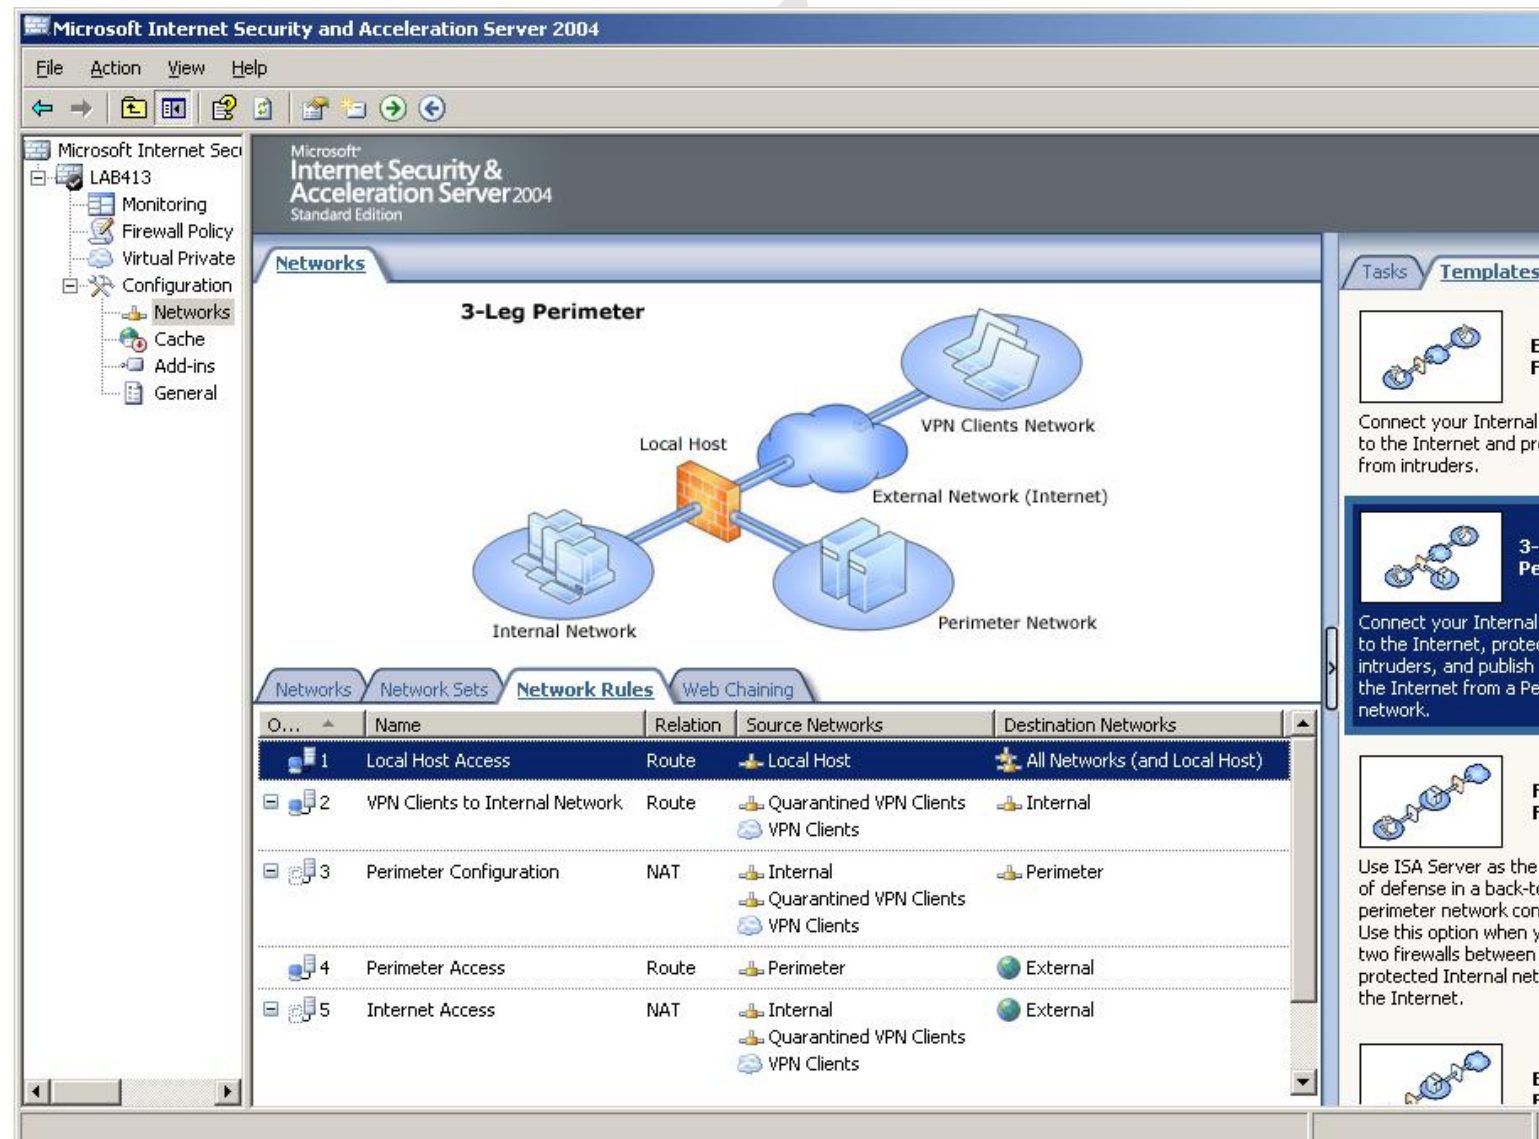 Microsoft Internet Security and Acceleration Server 2004
File Action View Help
Microsoft Internet Secu
LAB413
Monitoring
Firewall Policy
Virtual Private
Configuration
Networks
Cache
Add-ins
General
Microsoft
Internet Security &
Acceleration Server 2004
Standard Edition
Networks
3-Leg Perimeter
VPN Clients Network
Local Host
External Network (Internet)
Internal Network
Perimeter Network
Networks Network Sets Network Rules Web Chaining
O... Name Relation Source Networks Destination Networks
1 Local Host Access Route Local Host All Networks (and Local Host)
2 VPN Clients to Internal Network Route Quarantined VPN Clients Internal
VPN Clients
3 Perimeter Configuration NAT Internal Perimeter
Quarantined VPN Clients
VPN Clients
4 Perimeter Access Route Perimeter External
5 Internet Access NAT Internal External
Quarantined VPN Clients
VPN Clients
Tasks Templates
Connect your Internal
to the Internet and pr
from intruders.
3-
Pe
Connect your Internal
to the Internet, prote
intruders, and publish
the Internet from a Pe
network.
Use ISA Server as the
of defense in a back-t
perimeter network con
Use this option when y
two firewalls between
protected Internal net
the Internet.